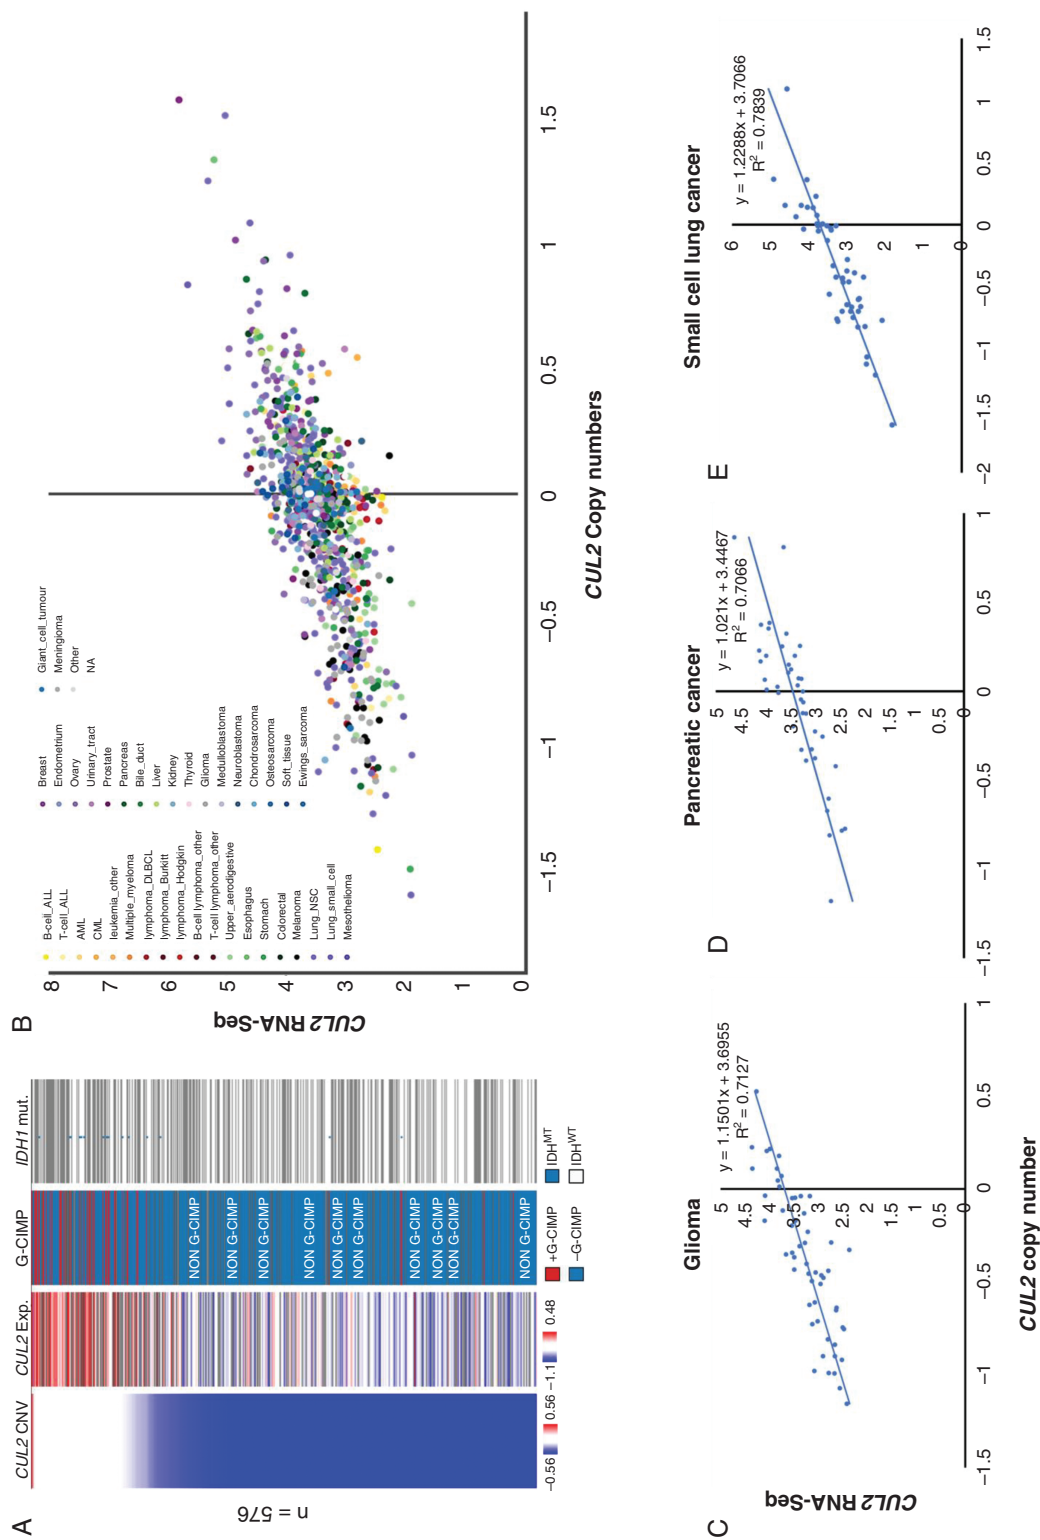 A
CUL2 CNV
CUL2 Exp.
G-CIMP
IDH1 mut.
n = 576
NON G-CIMP
NON G-CIMP
NON G-CIMP
NON G-CIMP
NON G-CIMP
NON G-CIMP
NON G-CIMP
NON G-CIMP
NON G-CIMP
NON G-CIMP
−0.56 0.56
−1.1 0.48
+G-CIMP
−G-CIMP
IDH^MT
IDH^WT
B
CUL2 RNA-Seq
8
7
6
5
4
3
2
1
0
B-cell_ALL
T-cell_ALL
AML
CML
leukemia_other
Multiple_myeloma
lymphoma_DLBCL
lymphoma_Burkitt
lymphoma_Hodgkin
B-cell lymphoma_other
T-cell lymphoma_other
Upper_aerodigestive
Esophagus
Stomach
Colorectal
Melanoma
Lung_NSC
Lung_small_cell
Mesothelioma
Breast
Endometrium
Ovary
Urinary_tract
Prostate
Pancreas
Bile_duct
Liver
Kidney
Thyroid
Glioma
Medulloblastoma
Neuroblastoma
Chondrosarcoma
Osteosarcoma
Soft_tissue
Ewings_sarcoma
Giant_cell_tumour
Meningioma
Other
NA
−1.5
−1
−0.5
0
0.5
1
1.5
CUL2 Copy numbers
C
Glioma
y = 1.1501x + 3.6955
R² = 0.7127
5
4.5
4
3.5
3
2.5
2
1.5
1
0.5
0
−1.5
−1
−0.5
0
0.5
1
CUL2 RNA-Seq
CUL2 copy number
D
Pancreatic cancer
y = 1.021x + 3.4467
R² = 0.7066
5
4.5
4
3.5
3
2.5
2
1.5
1
0.5
0
−1.5
−1
−0.5
0
0.5
1
E
Small cell lung cancer
y = 1.2288x + 3.7066
R² = 0.7839
6
5
4
3
2
1
0
−2
−1.5
−1
−0.5
0
0.5
1
1.5